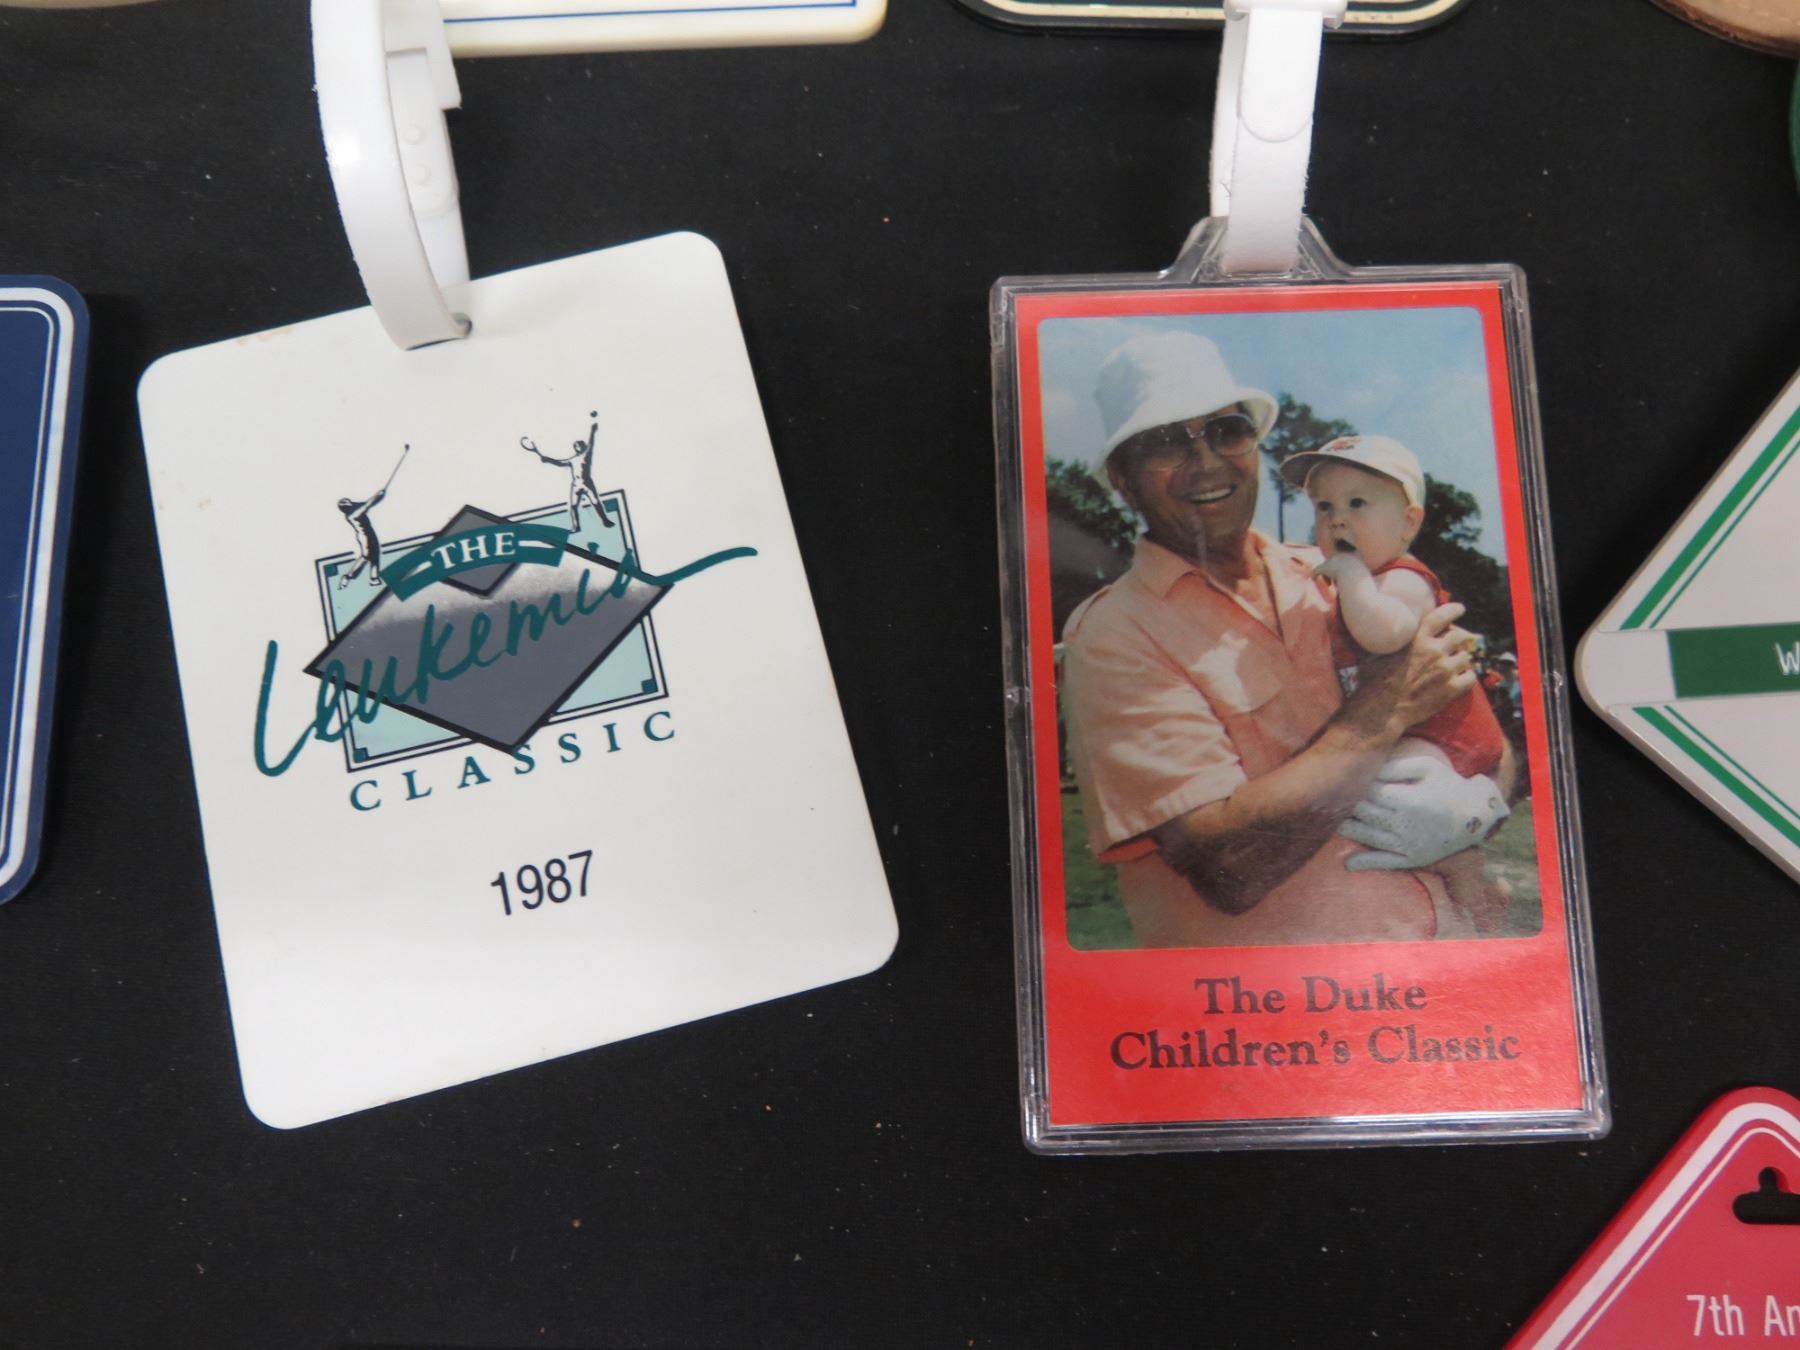 THE
Leukemia
CLASSIC
1987
The Duke
Children's Classic
7th An